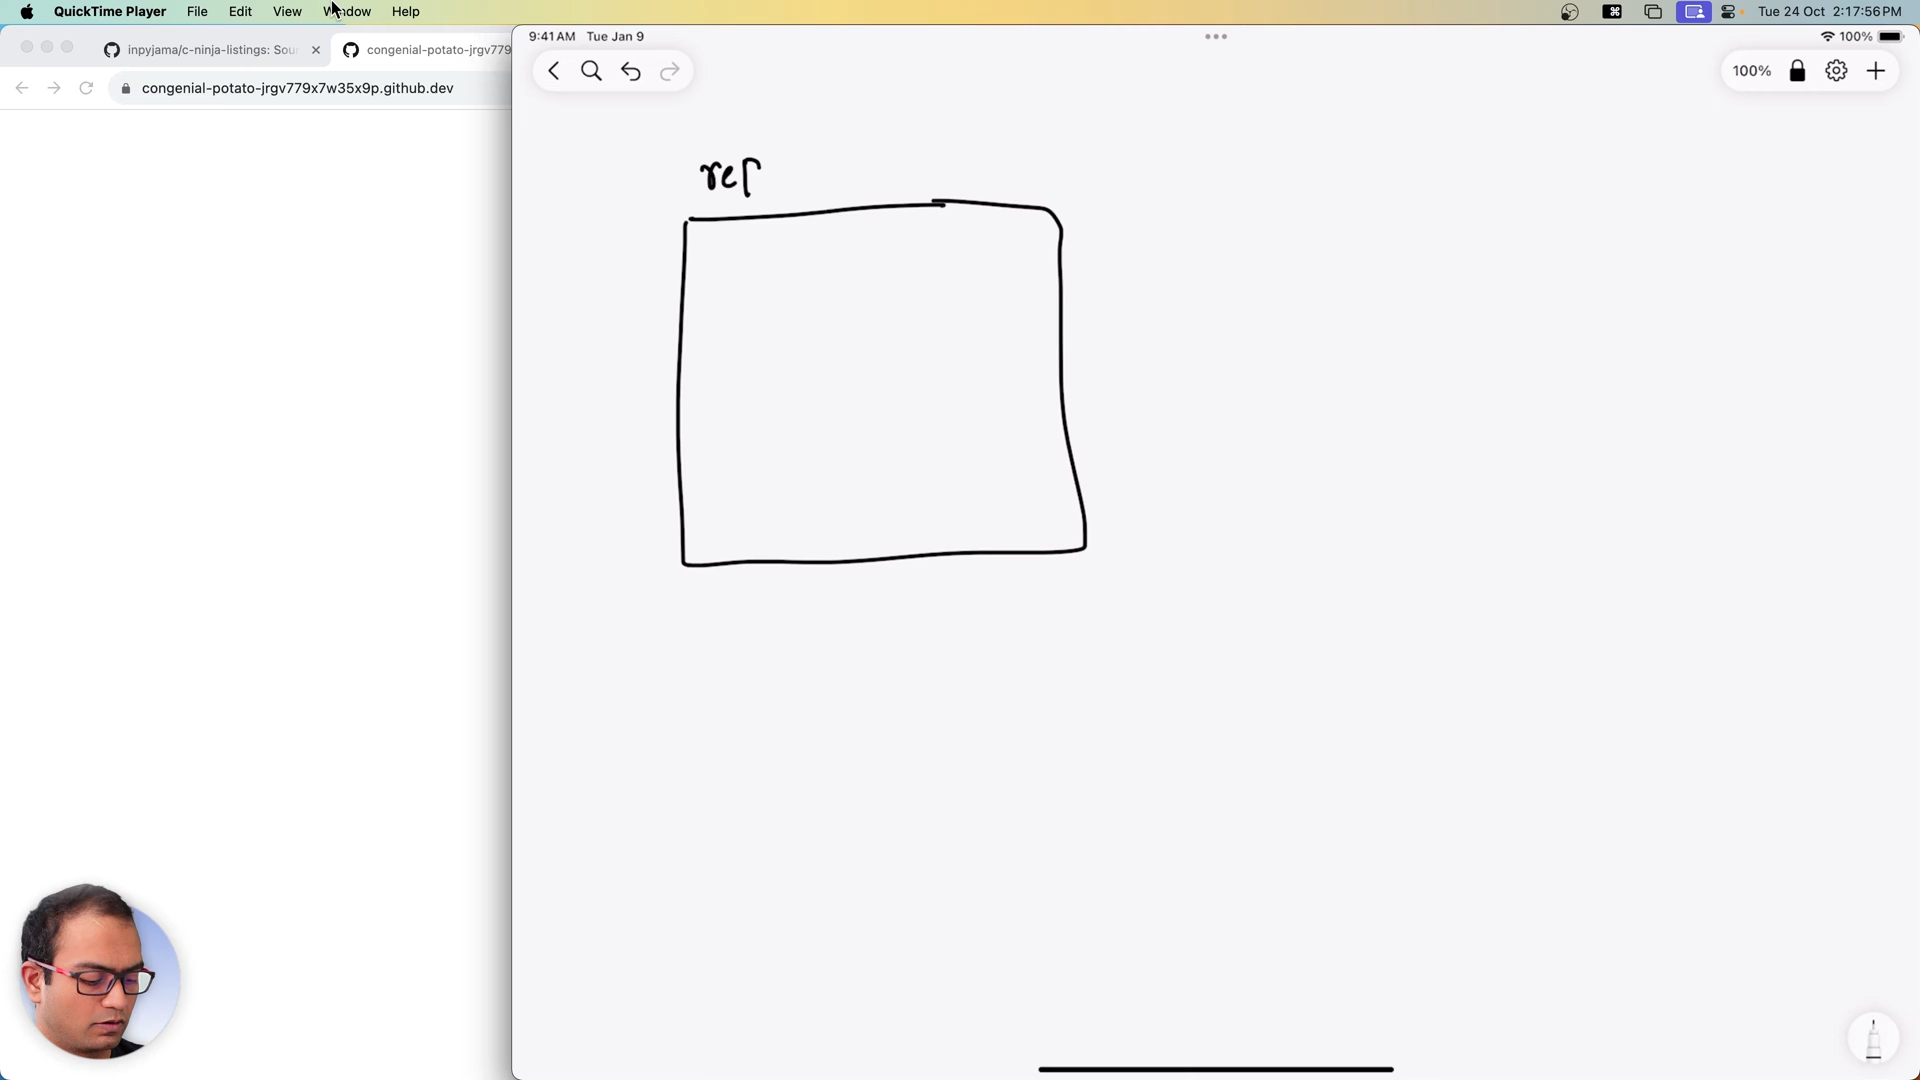 QuickTime Player File Edit View Window Help Tue 24 Oct 2:17:56 PM
inpyjama/c-ninja-listings: Sou
congenial-potato-jrgv779
congenial-potato-jrgv779x7w35x9p.github.dev
9:41 AM Tue Jan 9
100%
100%
ref